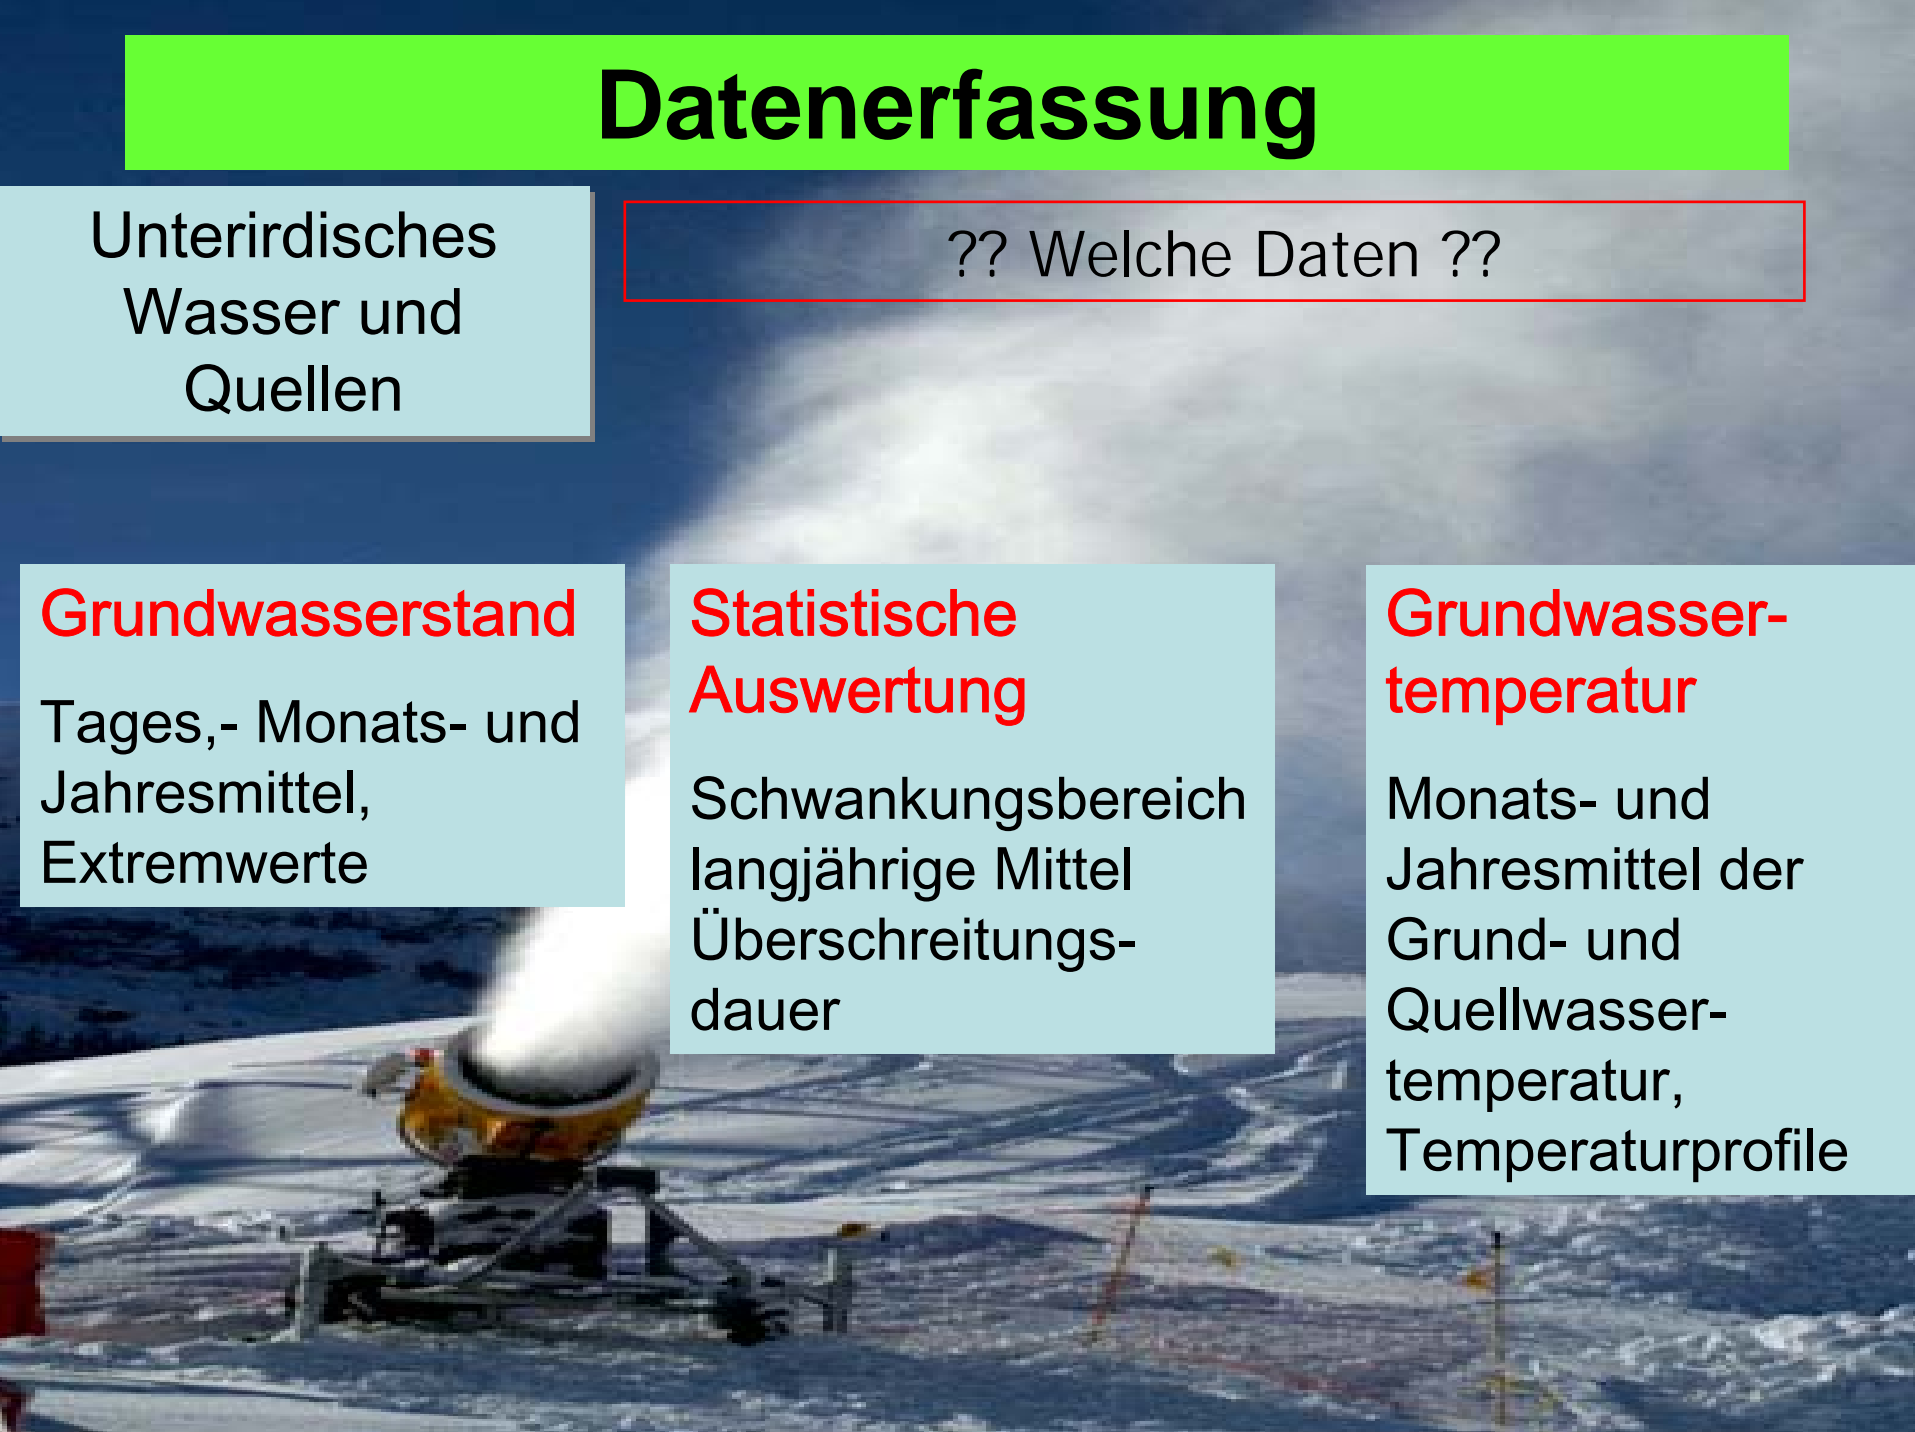 Datenerfassung
Unterirdisches
Wasser und
Quellen
?? Welche Daten ??
Grundwasserstand
Tages,- Monats- und
Jahresmittel,
Extremwerte
Statistische
Auswertung
Schwankungsbereich
langjährige Mittel
Überschreitungs-
dauer
Grundwasser-
temperatur
Monats- und
Jahresmittel der
Grund- und
Quellwasser-
temperatur,
Temperaturprofile